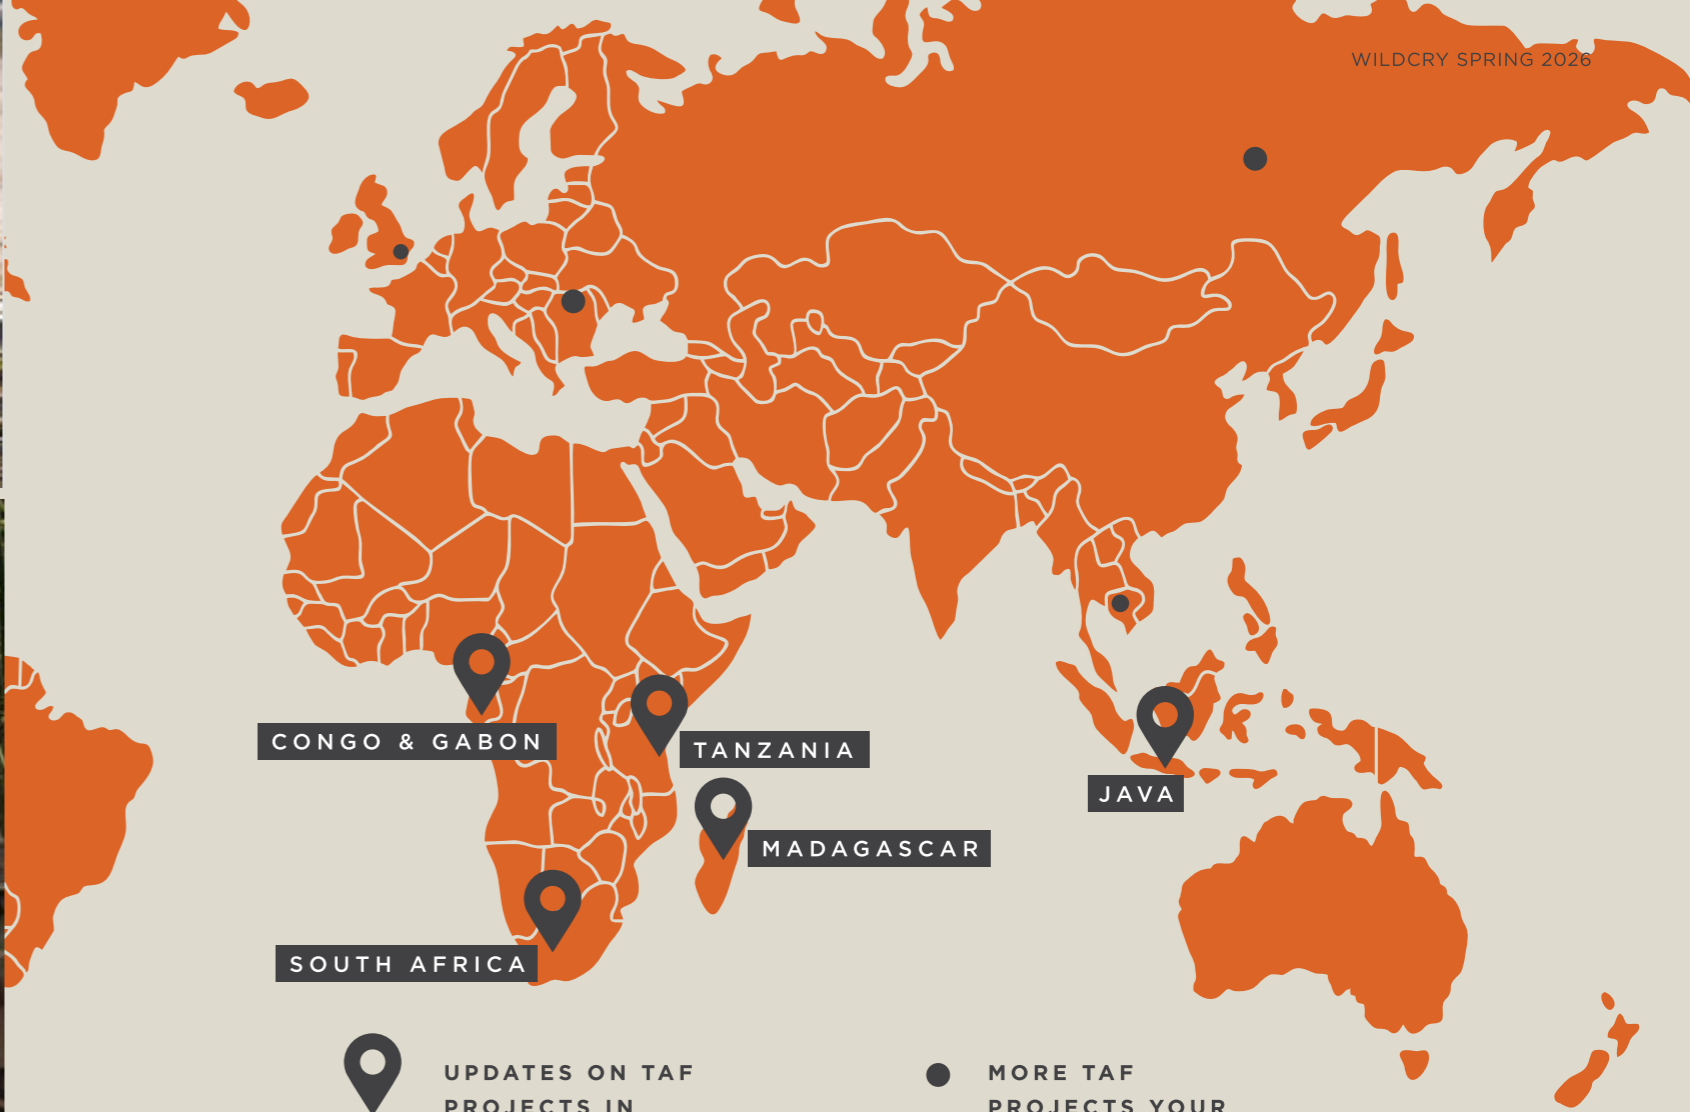 WILDCRY SPRING 2026
CONGO & GABON
TANZANIA
JAVA
MADAGASCAR
SOUTH AFRICA
UPDATES ON TAF
PROJECTS IN
MORE TAF
PROJECTS YOUR